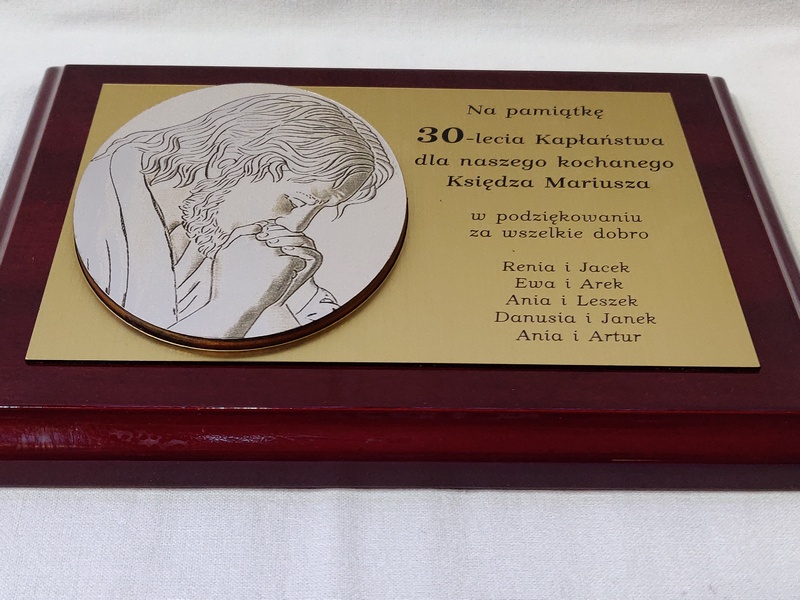 Na pamiątkę
30-lecia Kapłaństwa
dla naszego kochanego
Księdza Mariusza
w podziękowaniu
za wszelkie dobro
Renia i Jacek
Ewa i Arek
Ania i Leszek
Danusia i Janek
Ania i Artur